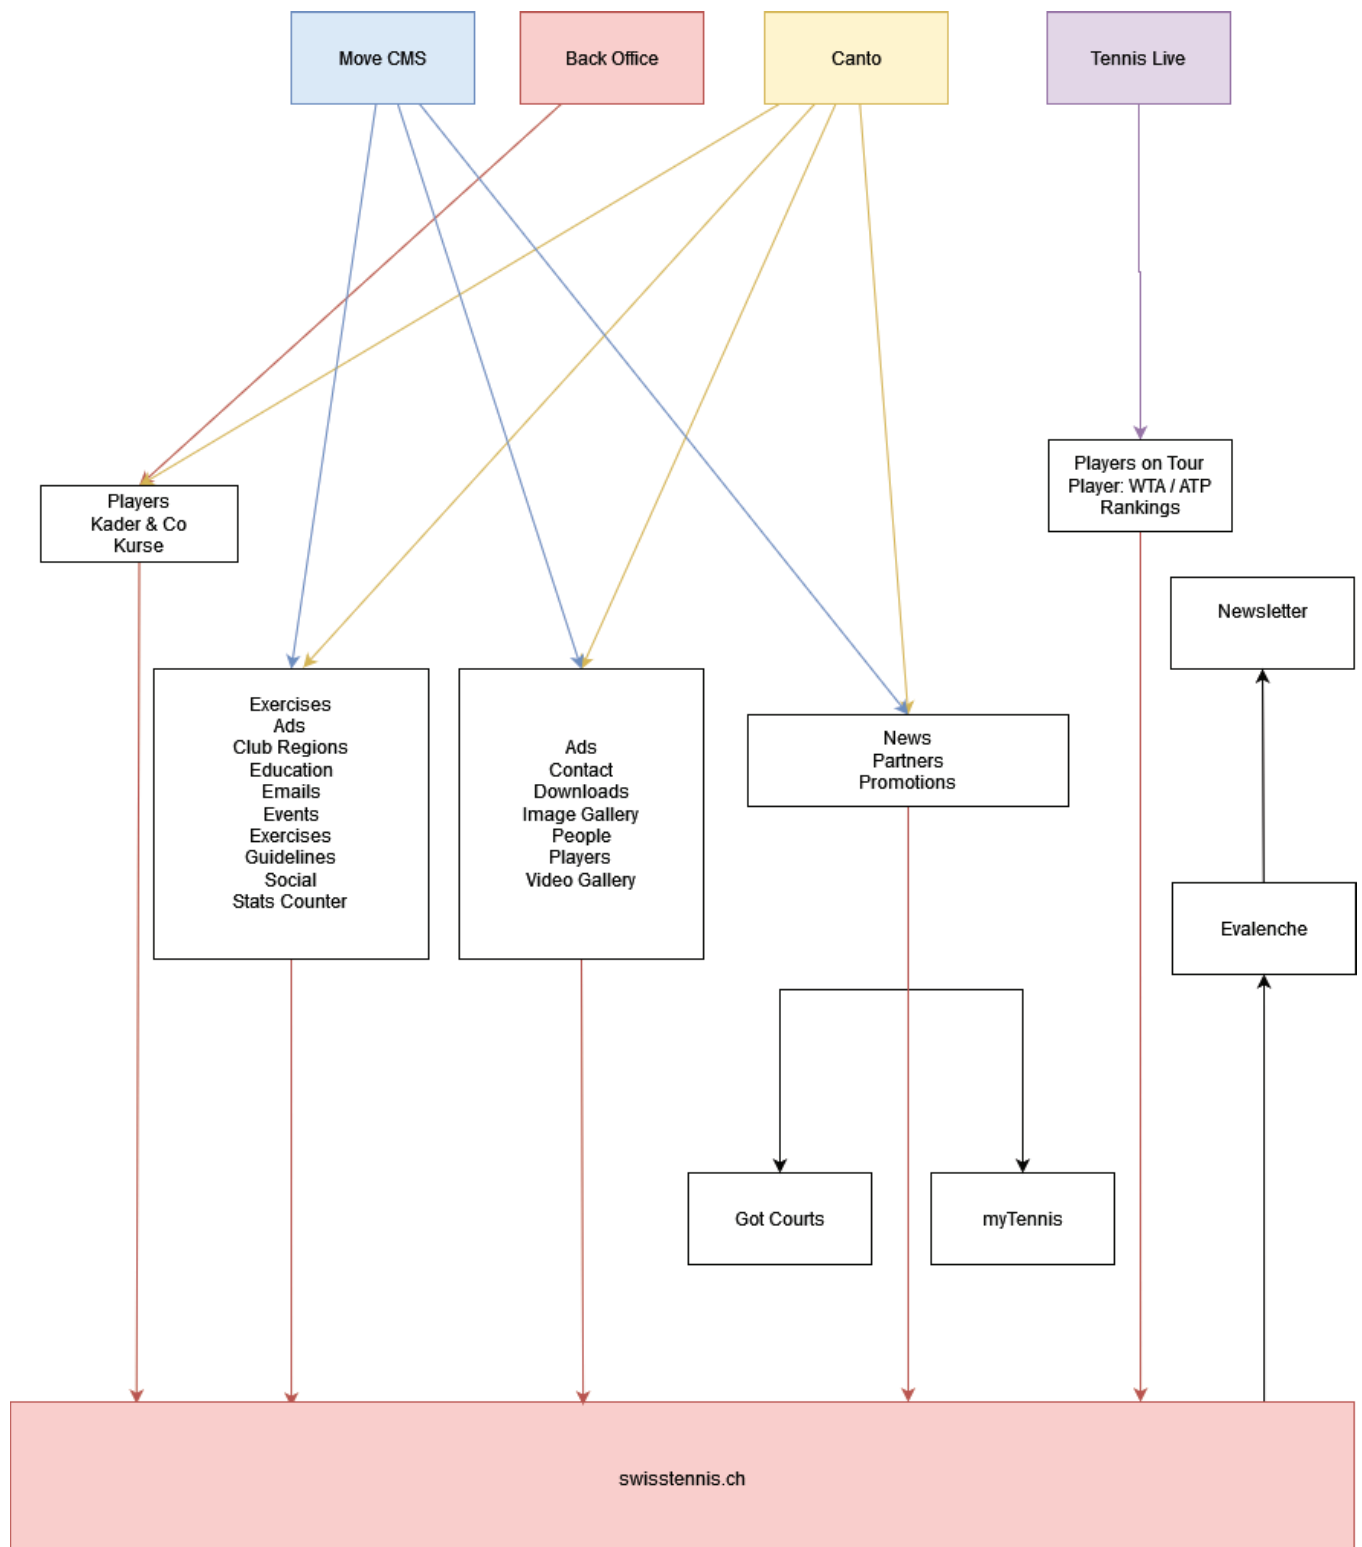 Move CMS
Back Office
Canto
Tennis Live
Players
Kader & Co
Kurse
Players on Tour
Player: WTA / ATP
Rankings
Newsletter
Exercises
Ads
Club Regions
Education
Emails
Events
Exercises
Guidelines
Social
Stats Counter
Ads
Contact
Downloads
Image Gallery
People
Players
Video Gallery
News
Partners
Promotions
Evalenche
Got Courts
myTennis
swisstennis.ch